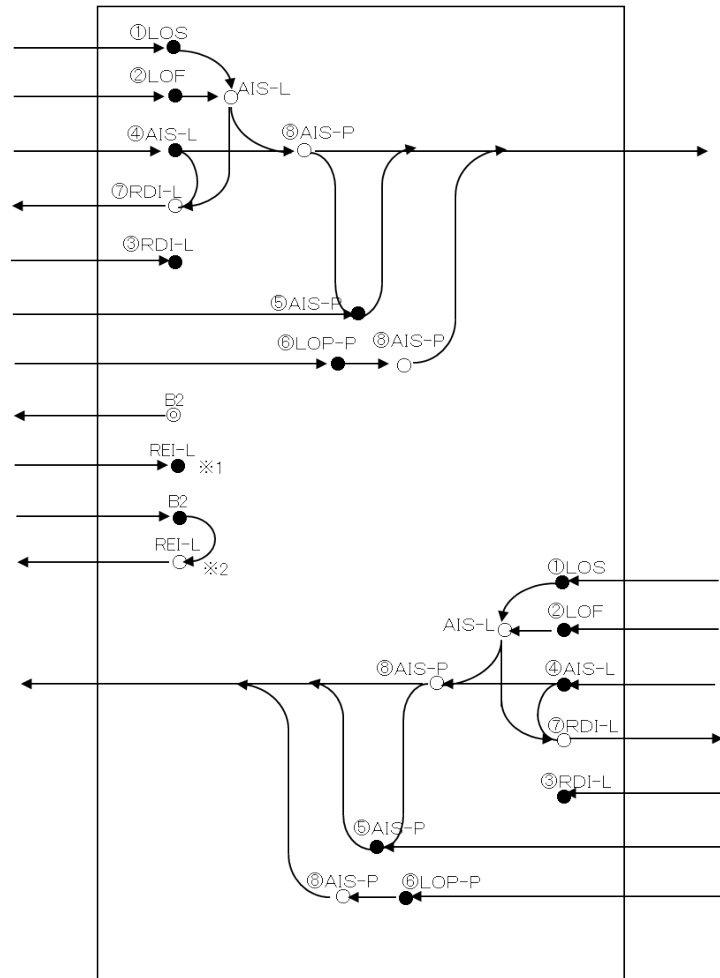 ①LOS
②LOF
AIS-L
④AIS-L
⑧AIS-P
⑦RDI-L
③RDI-L
⑤AIS-P
⑥LOP-P
⑧AIS-P
B2
REI-L
※1
B2
REI-L
※2
①LOS
②LOF
AIS-L
⑧AIS-P
④AIS-L
⑦RDI-L
③RDI-L
⑤AIS-P
⑧AIS-P
⑥LOP-P